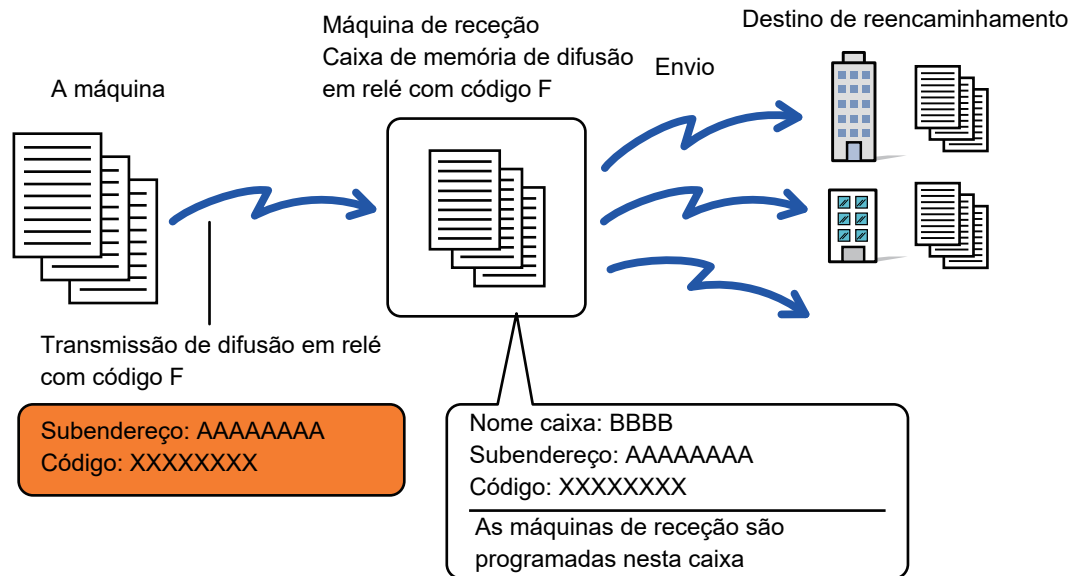 A máquina
Máquina de receção
Caixa de memória de difusão
em relé com código F
Envio
Destino de reencaminhamento
Transmissão de difusão em relé
com código F
Subendereço: AAAAAAAA
Código: XXXXXXXX
Nome caixa: BBBB
Subendereço: AAAAAAAA
Código: XXXXXXXX
As máquinas de receção são
programadas nesta caixa